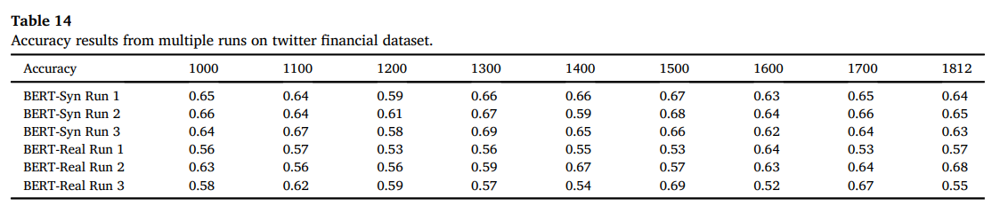 Table 14
Accuracy results from multiple runs on twitter financial dataset.
Accuracy 1000 1100 1200 1300 1400 1500 1600 1700 1812
BERT-Syn Run 1 0.65 0.64 0.59 0.66 0.66 0.67 0.63 0.65 0.64
BERT-Syn Run 2 0.66 0.64 0.61 0.67 0.59 0.68 0.64 0.66 0.65
BERT-Syn Run 3 0.64 0.67 0.58 0.69 0.65 0.66 0.62 0.64 0.63
BERT-Real Run 1 0.56 0.57 0.53 0.56 0.55 0.53 0.64 0.53 0.57
BERT-Real Run 2 0.63 0.56 0.56 0.59 0.67 0.57 0.63 0.64 0.68
BERT-Real Run 3 0.58 0.62 0.59 0.57 0.54 0.69 0.52 0.67 0.55